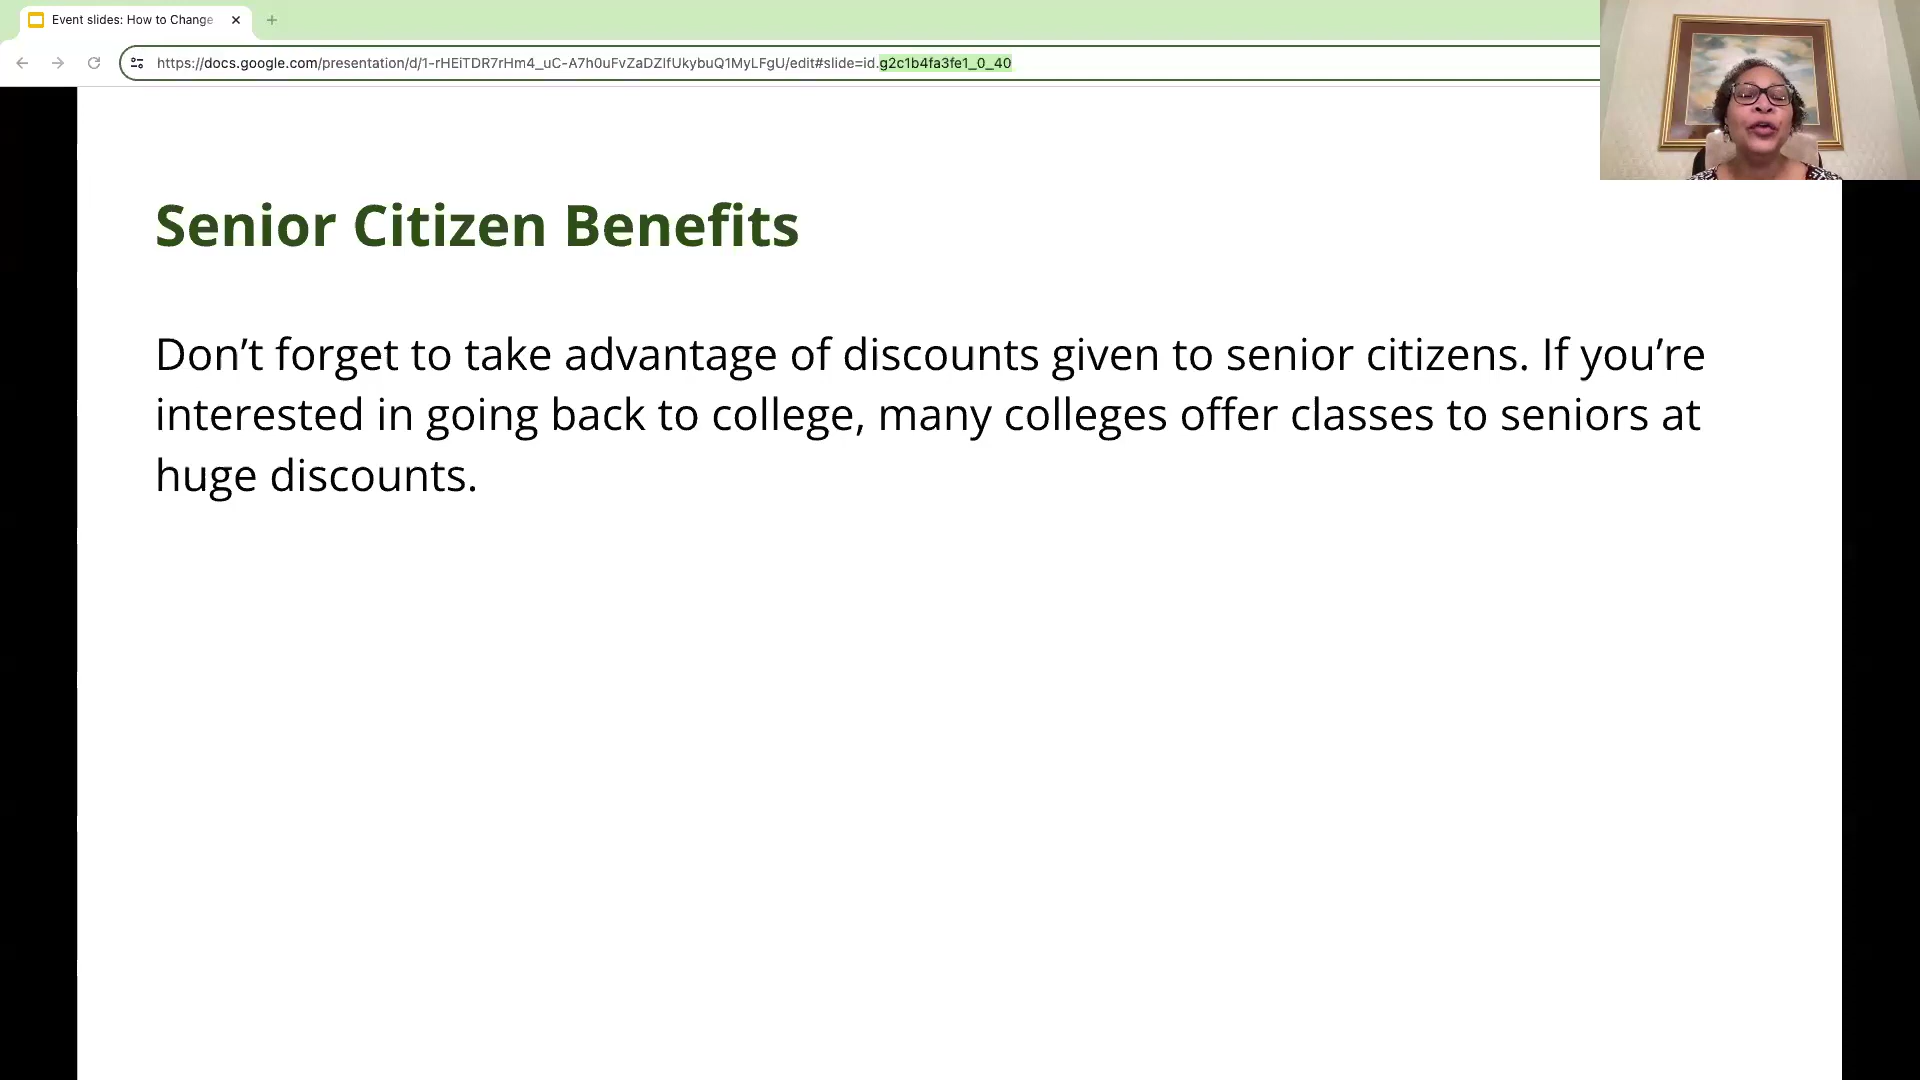 Event slides: How to Change
https://docs.google.com/presentation/d/1-rHEiTDR7rHm4_uC-A7h0uFvZaDZIfUkybuQ1MyLFgU/edit#slide=id.g2c1b4fa3fe1_0_40
Senior Citizen Benefits
Don’t forget to take advantage of discounts given to senior citizens. If you’re
interested in going back to college, many colleges offer classes to seniors at
huge discounts.